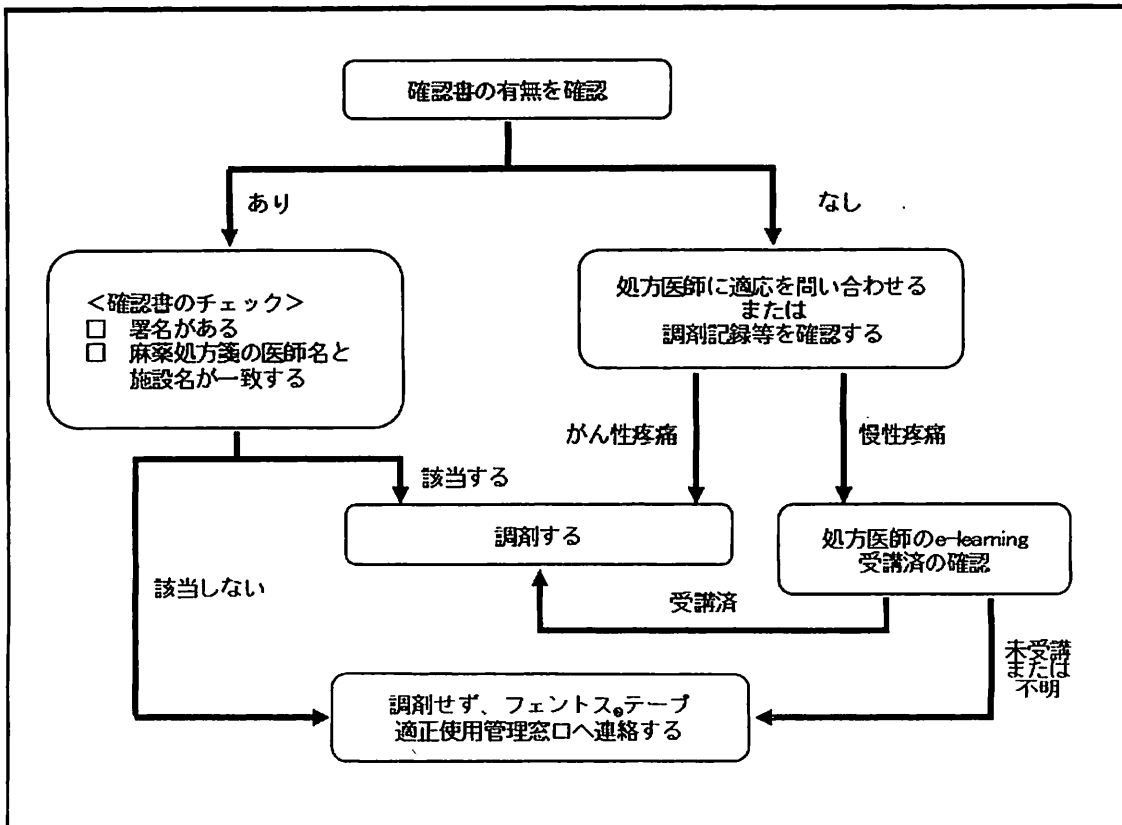 確認書の有無を確認
あり
なし
<確認書のチェック>
□ 署名がある
□ 麻薬処方箋の医師名と
施設名が一致する
処方医師に適応を問い合わせる
または
調剤記録等を確認する
がん性疼痛
慢性疼痛
該当する
調剤する
処方医師のe-learning
受講済の確認
該当しない
受講済
未受講
または
不明
調剤せず、フェントス®テープ
適正使用管理窓口へ連絡する